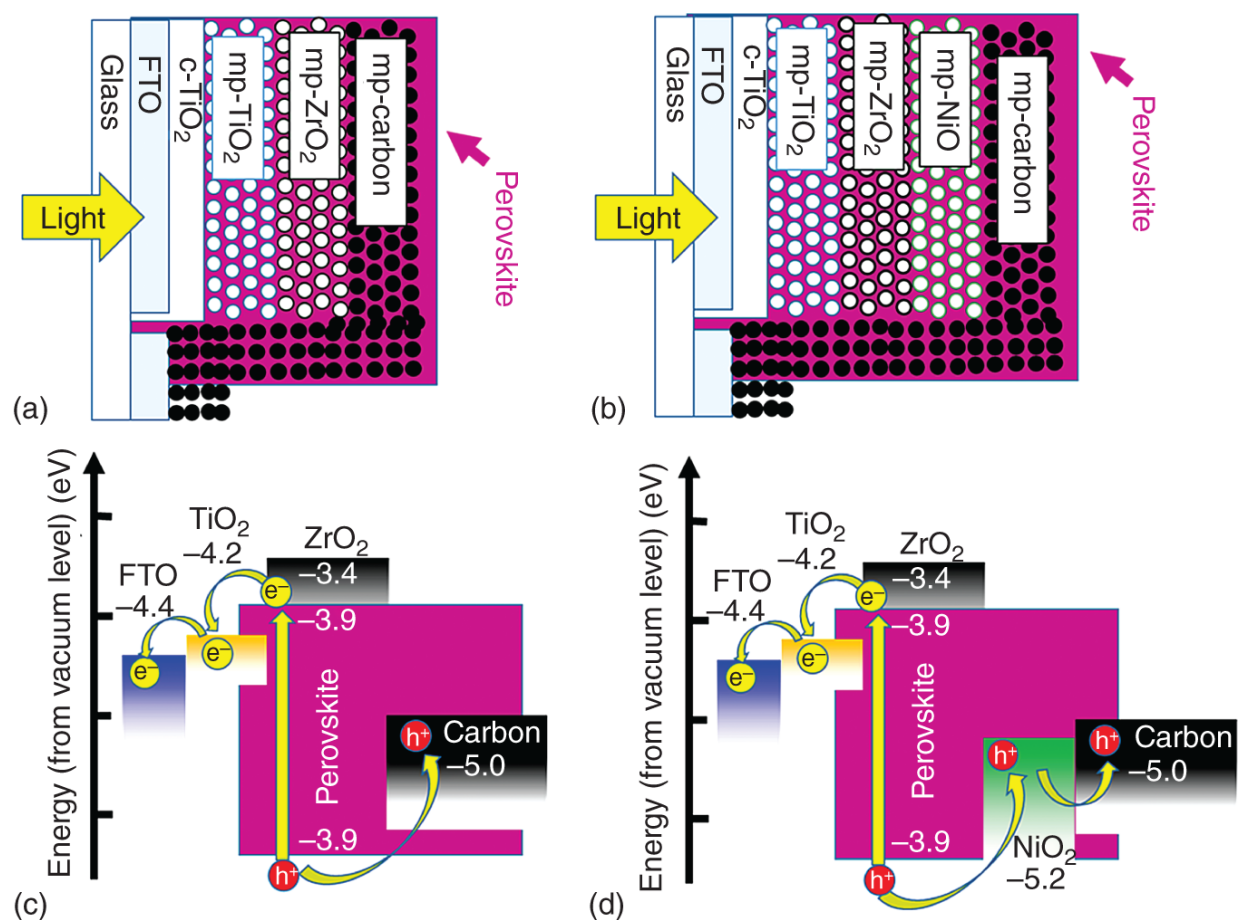 Glass
FTO
c-TiO₂
mp-TiO₂
mp-ZrO₂
mp-carbon
Perovskite
Light
(a)
Glass
FTO
c-TiO₂
mp-TiO₂
mp-ZrO₂
mp-NiO
mp-carbon
Perovskite
Light
(b)
Energy (from vacuum level) (eV)
TiO₂
–4.2
ZrO₂
–3.4
FTO
–4.4
e⁻
e⁻
e⁻
–3.9
Perovskite
h⁺ Carbon
–5.0
–3.9
h⁺
(c)
Energy (from vacuum level) (eV)
TiO₂
–4.2
ZrO₂
–3.4
FTO
–4.4
e⁻
e⁻
e⁻
–3.9
Perovskite
h⁺
h⁺ Carbon
–5.0
–3.9
NiO₂
–5.2
h⁺
(d)